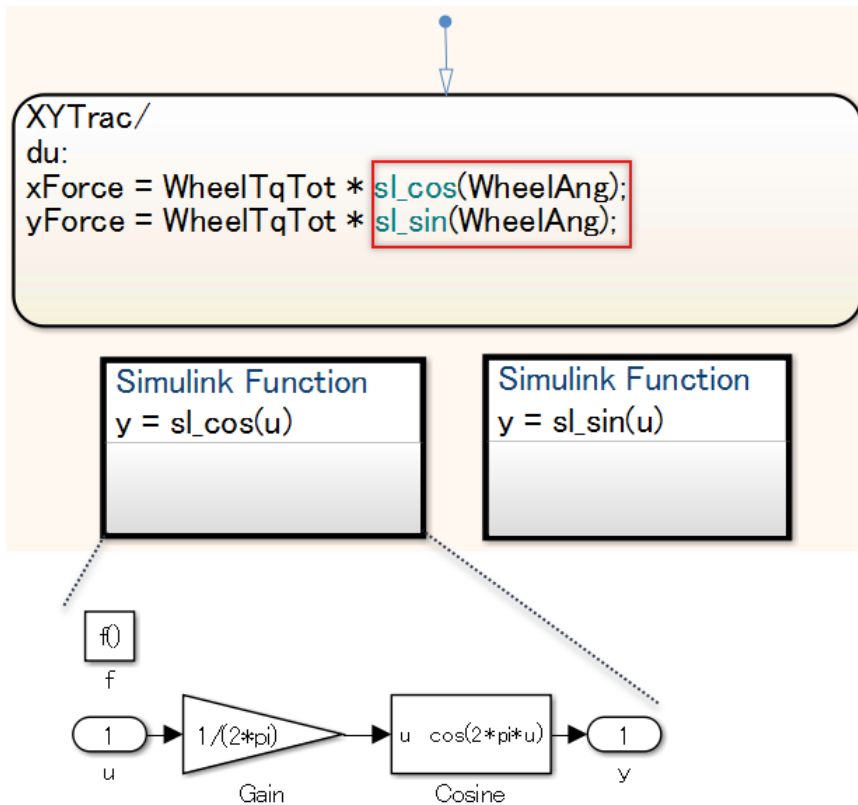 XYTrac/
du:
xForce = WheelTqTot * sl_cos(WheelAng);
yForce = WheelTqTot * sl_sin(WheelAng);
Simulink Function
y = sl_cos(u)
Simulink Function
y = sl_sin(u)
f()
f
1
u
1/(2*pi)
Gain
u cos(2*pi*u)
Cosine
1
y